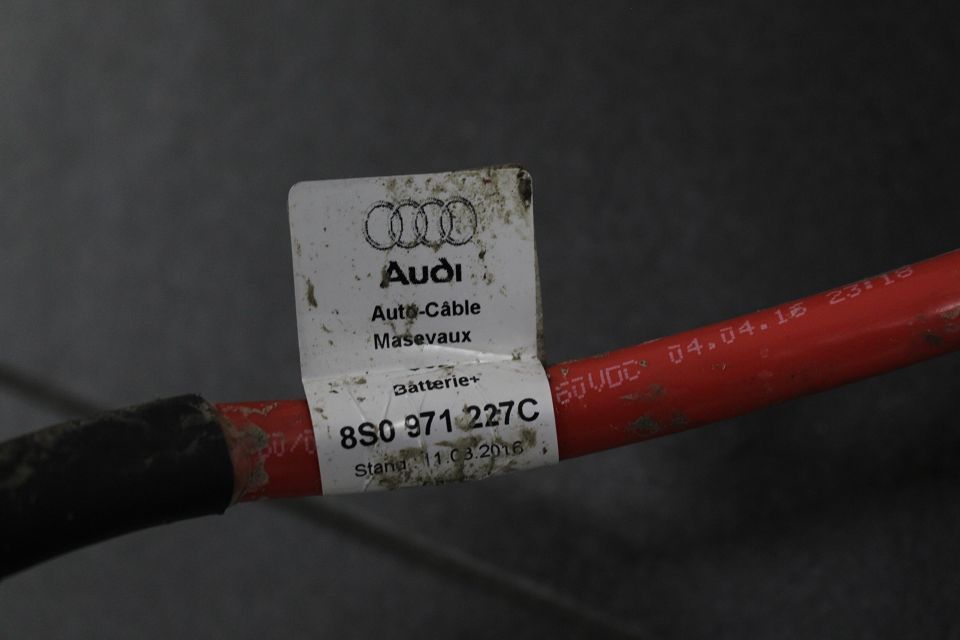 Audi
Auto-Câble
Masevaux
Batterie+
8S0 971 227C
Stand: 11.03.2016
60VDC 04.04.16 23:18